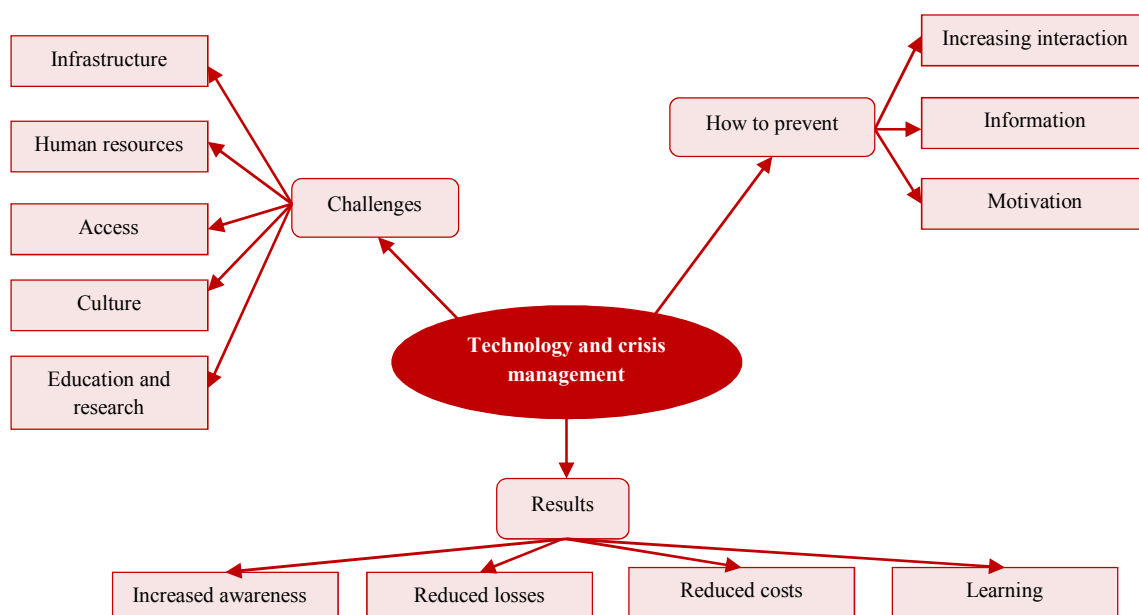 Infrastructure
Human resources
Access
Culture
Education and
research
Challenges
How to prevent
Increasing interaction
Information
Motivation
Technology and crisis
management
Results
Increased awareness
Reduced losses
Reduced costs
Learning